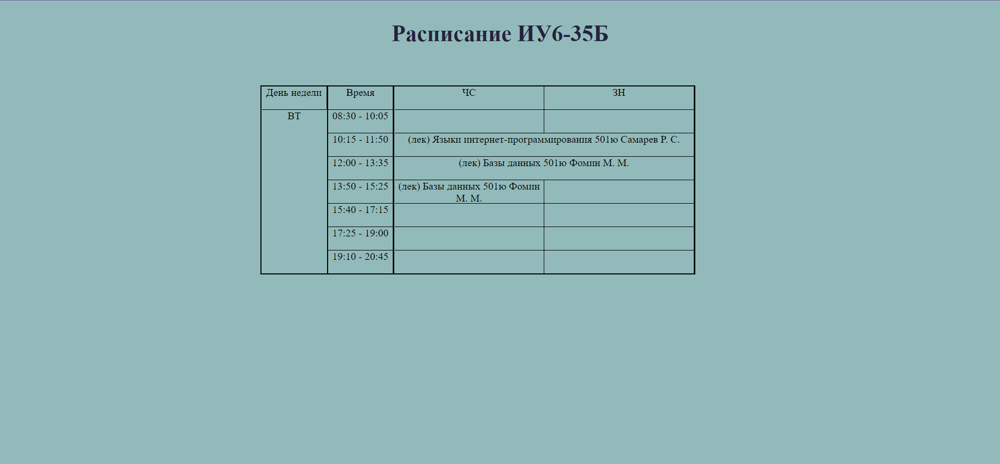 Расписание ИУ6-35Б
День недели Время ЧС ЗН
ВТ 08:30 - 10:05
10:15 - 11:50 (лек) Языки интернет-программирования 501ю Самарев Р. С.
12:00 - 13:35 (лек) Базы данных 501ю Фомин М. М.
13:50 - 15:25 (лек) Базы данных 501ю Фомин
М. М.
15:40 - 17:15
17:25 - 19:00
19:10 - 20:45